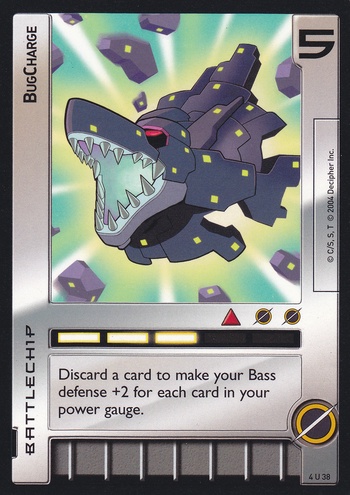 BUGCHARGE
5
© C/S, S, T © 2004 Decipher Inc.
BATTLECHIP
Discard a card to make your Bass
defense +2 for each card in your
power gauge.
4 U 38